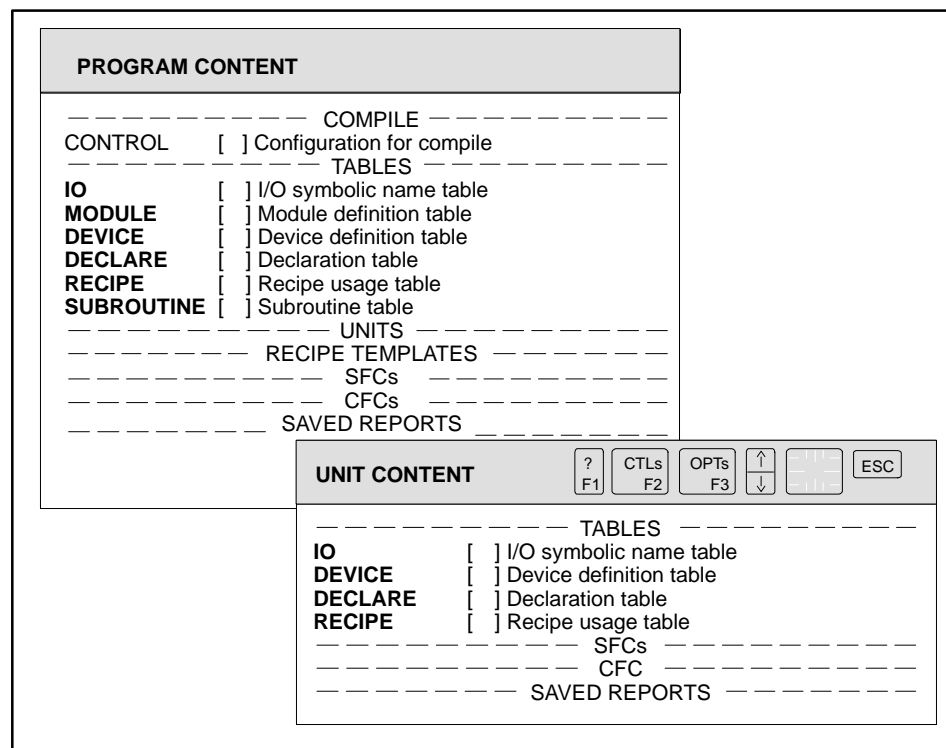 PROGRAM CONTENT
COMPILE
CONTROL [ ] Configuration for compile
TABLES
IO [ ] I/O symbolic name table
MODULE [ ] Module definition table
DEVICE [ ] Device definition table
DECLARE [ ] Declaration table
RECIPE [ ] Recipe usage table
SUBROUTINE [ ] Subroutine table
UNITS
RECIPE TEMPLATES
SFCs
CFCs
SAVED REPORTS
UNIT CONTENT
? F1
CTLs F2
OPTs F3
↑ ↓
ESC
TABLES
IO [ ] I/O symbolic name table
DEVICE [ ] Device definition table
DECLARE [ ] Declaration table
RECIPE [ ] Recipe usage table
SFCs
CFC
SAVED REPORTS